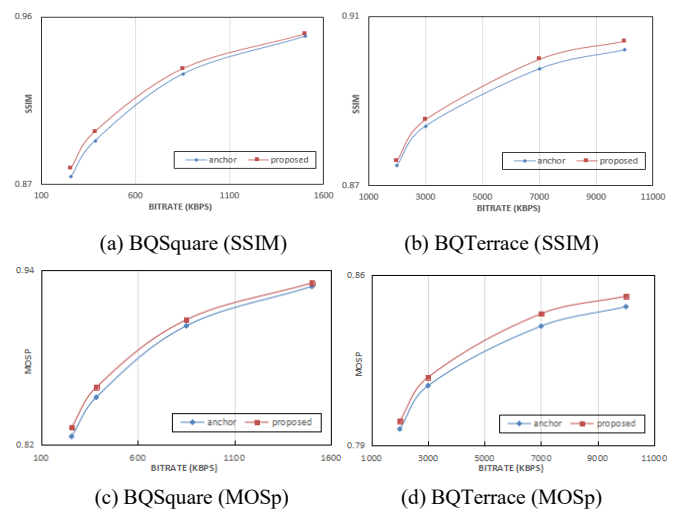 0.96
SSIM
anchor proposed
0.87
100 600 1100 1600
BITRATE (KBPS)
(a) BQSquare (SSIM)
0.91
SSIM
anchor proposed
0.87
1000 3000 5000 7000 9000 11000
BITRATE (KBPS)
(b) BQTerrace (SSIM)
0.94
MOSP
anchor proposed
0.82
100 600 1100 1600
BITRATE (KBPS)
(c) BQSquare (MOSp)
0.86
MOSP
anchor proposed
0.79
1000 3000 5000 7000 9000 11000
BITRATE (KBPS)
(d) BQTerrace (MOSp)